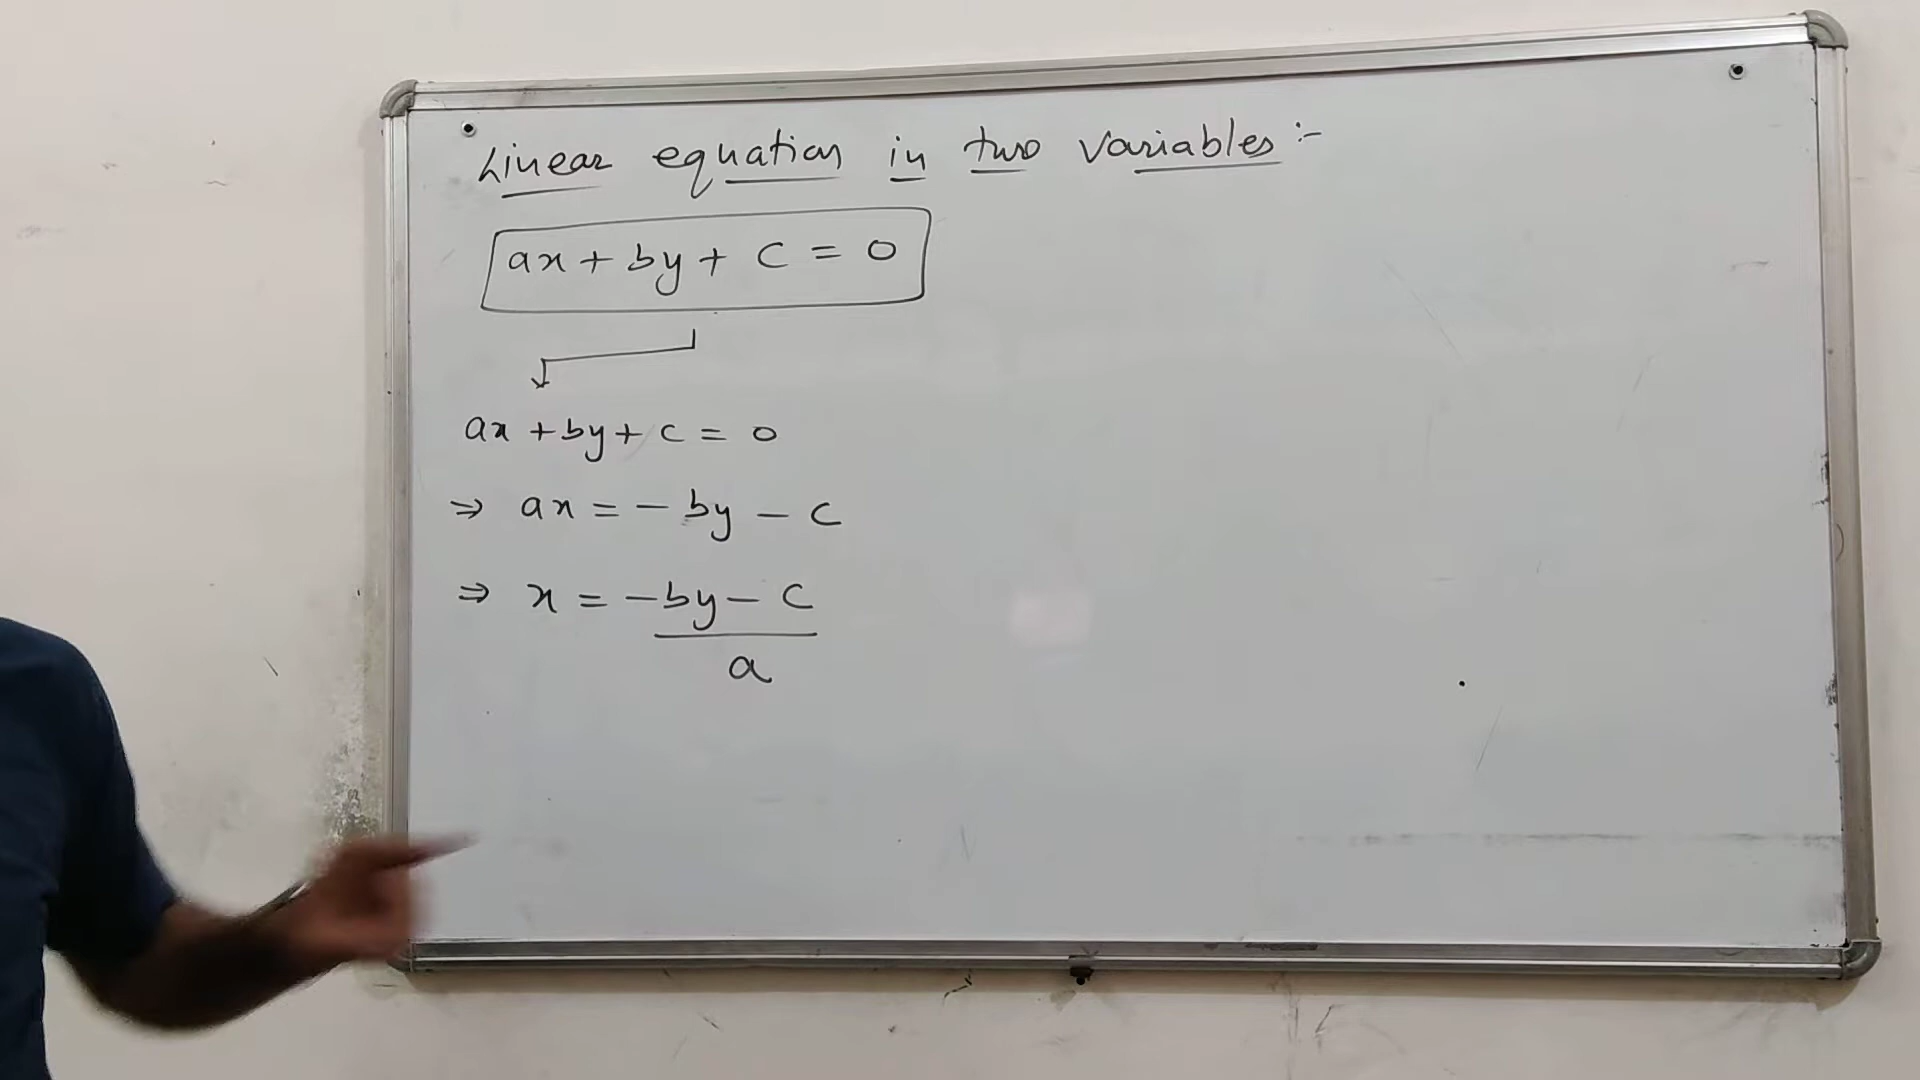 Linear equation in two variables :-
ax + by + c = 0
ax + by + c = 0
⇒ ax = - by - c
⇒ x = - by - c
a